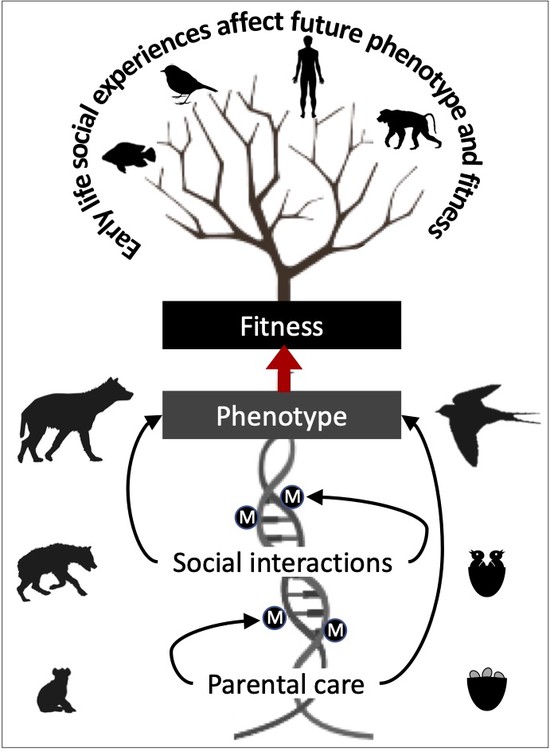 Early life social experiences affect future phenotype and fitness
Fitness
Phenotype
M
M
Social interactions
M
M
Parental care